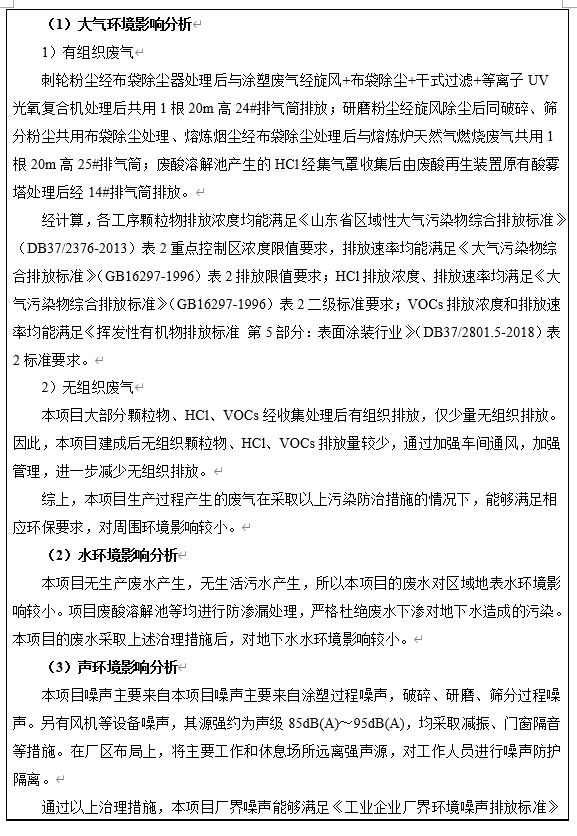 （1）大气环境影响分析
1）有组织废气
刺轮粉尘经布袋除尘器处理后与涂塑废气经旋风+布袋除尘+干式过滤+等离子 UV
光氧复合机处理后共用 1 根 20m 高 24#排气筒排放；研磨粉尘经旋风除尘后同破碎、筛
分粉尘共用布袋除尘处理、熔炼烟尘经布袋除尘处理后与熔炼炉天然气燃烧废气共用 1
根 20m 高 25#排气筒；废酸溶解池产生的 HCl 经集气罩收集后由废酸再生装置原有酸雾
塔处理后经 14#排气筒排放。
经计算，各工序颗粒物排放浓度均能满足《山东省区域性大气污染物综合排放标准》
（DB37/2376-2013）表 2 重点控制区浓度限值要求，排放速率均能满足《大气污染物综
合排放标准》（GB16297-1996）表 2 排放限值要求；HCl 排放浓度、排放速率均满足《大
气污染物综合排放标准》（GB16297-1996）表 2 二级标准要求；VOCs 排放浓度和排放速
率均能满足《挥发性有机物排放标准 第 5 部分：表面涂装行业》（DB37/2801.5-2018）表
2 标准要求。
2）无组织废气
本项目大部分颗粒物、HCl、VOCs 经收集处理后有组织排放，仅少量无组织排放。
因此，本项目建成后无组织颗粒物、HCl、VOCs 排放量较少，通过加强车间通风，加强
管理，进一步减少无组织排放。
综上，本项目生产过程产生的废气在采取以上污染防治措施的情况下，能够满足相
应环保要求，对周围环境影响较小。
（2）水环境影响分析
本项目无生产废水产生，无生活污水产生，所以本项目的废水对区域地表水环境影
响较小。项目废酸溶解池等均进行防渗漏处理，严格杜绝废水下渗对地下水造成的污染。
本项目的废水采取上述治理措施后，对地下水水环境影响较小。
（3）声环境影响分析
本项目噪声主要来自本项目噪声主要来自涂塑过程噪声，破碎、研磨、筛分过程噪
声。另有风机等设备噪声，其源强约为声级 85dB(A)～95dB(A)，均采取减振、门窗隔音
等措施。在厂区布局上，将主要工作和休息场所远离强声源，对工作人员进行噪声防护
隔离。
通过以上治理措施，本项目厂界噪声能够满足《工业企业厂界环境噪声排放标准》